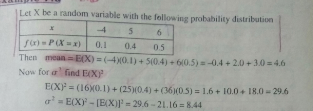 Let X be a random variable with the following probability distribution
x -4 5 6
f(x) = P(X = x) 0.1 0.4 0.5
Then mean = E(X) = (-4)(0.1) + 5(0.4) + 6(0.5) = -0.4 + 2.0 + 3.0 = 4.6
Now for σ² find E(X)²
E(X)² = (16)(0.1) + (25)(0.4) + (36)(0.5) = 1.6 + 10.0 + 18.0 = 29.6
σ² = E(X)² - [E(X)]² = 29.6 - 21.16 = 8.44